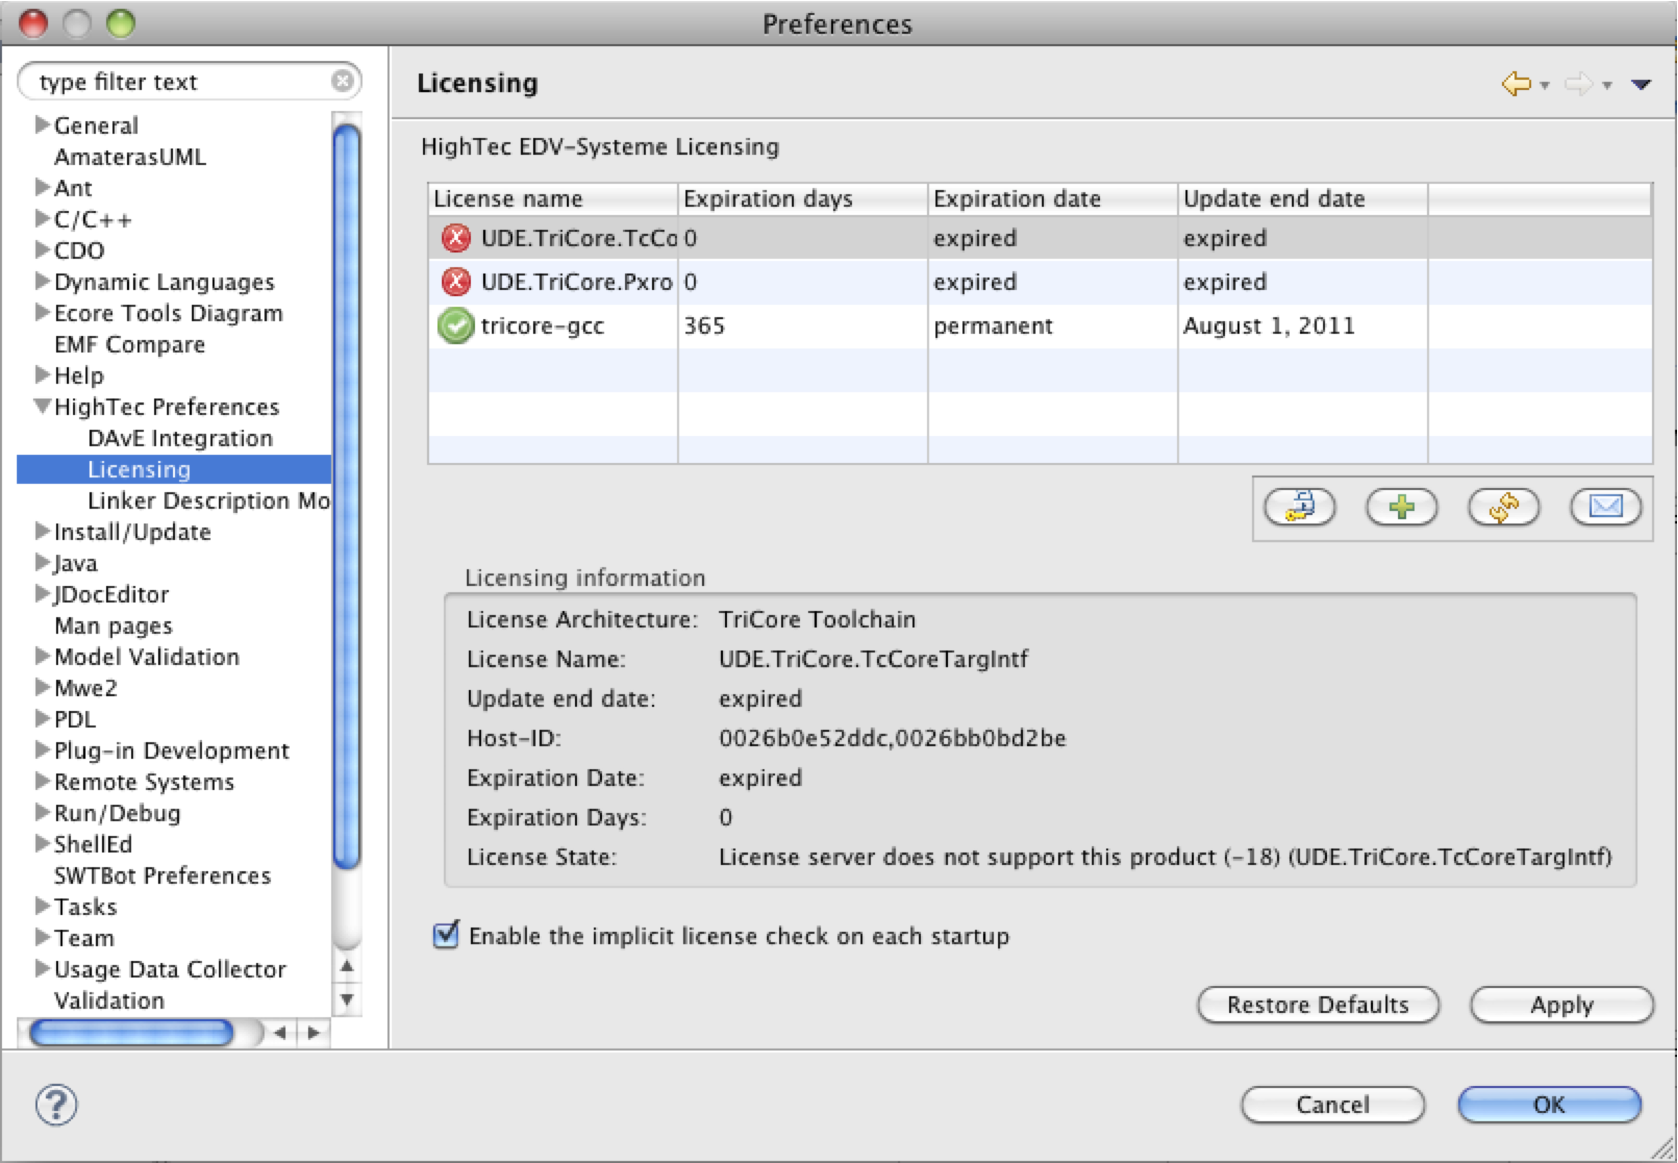 Preferences
type filter text
General
AmaterasUML
Ant
C/C++
CDO
Dynamic Languages
Ecore Tools Diagram
EMF Compare
Help
HighTec Preferences
DAvE Integration
Licensing
Linker Description Mo
Install/Update
Java
JDocEditor
Man pages
Model Validation
Mwe2
PDL
Plug-in Development
Remote Systems
Run/Debug
ShellEd
SWTBot Preferences
Tasks
Team
Usage Data Collector
Validation
Licensing
HighTec EDV-Systeme Licensing
License name Expiration days Expiration date Update end date
UDE.TriCore.TcCo 0 expired expired
UDE.TriCore.Pxro 0 expired expired
tricore-gcc 365 permanent August 1, 2011
Licensing information
License Architecture: TriCore Toolchain
License Name: UDE.TriCore.TcCoreTargIntf
Update end date: expired
Host-ID: 0026b0e52ddc,0026bb0bd2be
Expiration Date: expired
Expiration Days: 0
License State: License server does not support this product (-18) (UDE.TriCore.TcCoreTargIntf)
Enable the implicit license check on each startup
Restore Defaults Apply
? Cancel OK